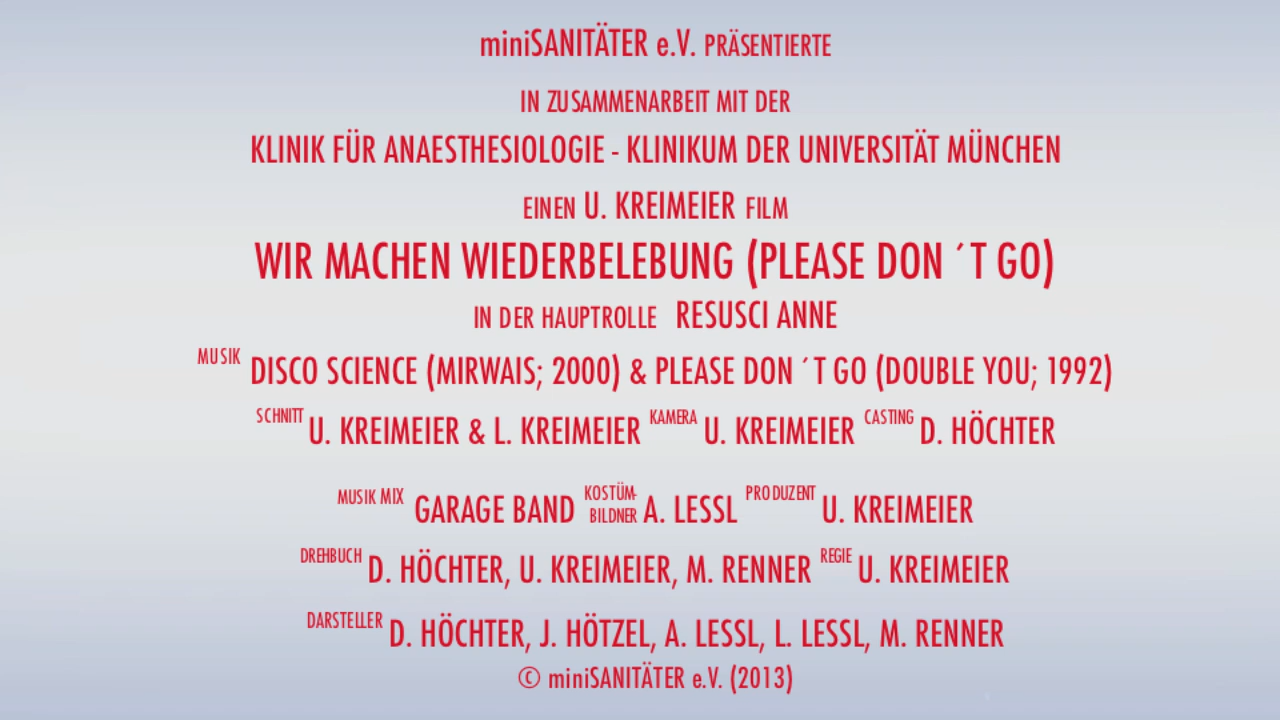 miniSANITÄTER e.V. PRÄSENTIERTE
IN ZUSAMMENARBEIT MIT DER
KLINIK FÜR ANAESTHESIOLOGIE - KLINIKUM DER UNIVERSITÄT MÜNCHEN
EINEN U. KREIMEIER FILM
WIR MACHEN WIEDERBELEBUNG (PLEASE DON ´T GO)
IN DER HAUPTROLLE RESUSCI ANNE
MUSIK DISCO SCIENCE (MIRWAIS; 2000) & PLEASE DON ´T GO (DOUBLE YOU; 1992)
SCHNITT U. KREIMEIER & L. KREIMEIER KAMERA U. KREIMEIER CASTING D. HÖCHTER
MUSIK MIX GARAGE BAND KOSTÜM-BILDNER A. LESSL PRODUZENT U. KREIMEIER
DREHBUCH D. HÖCHTER, U. KREIMEIER, M. RENNER REGIE U. KREIMEIER
DARSTELLER D. HÖCHTER, J. HÖTZEL, A. LESSL, L. LESSL, M. RENNER
© miniSANITÄTER e.V. (2013)